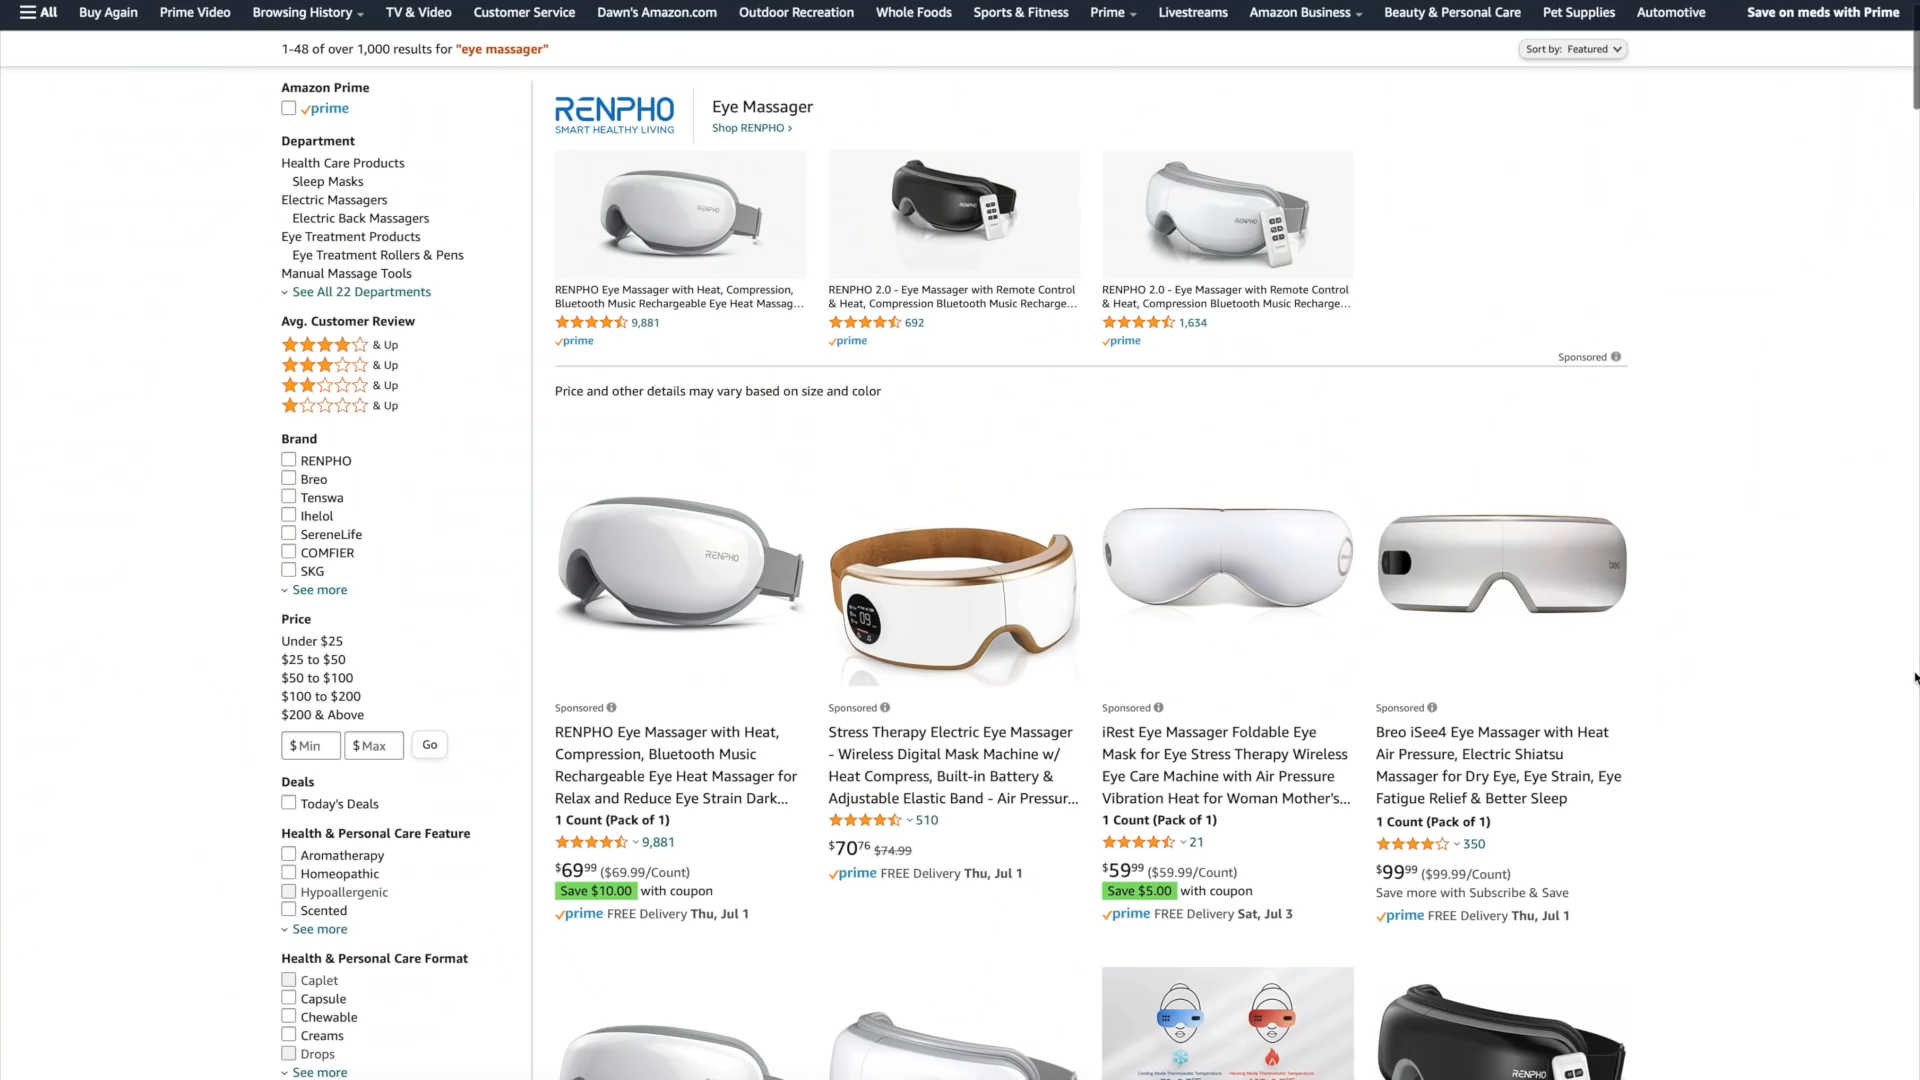 All Buy Again Prime Video Browsing History TV & Video Customer Service Dawn's Amazon.com Outdoor Recreation Whole Foods Sports & Fitness Prime Livestreams Amazon Business Beauty & Personal Care Pet Supplies Automotive Save on meds with Prime
1-48 of over 1,000 results for "eye massager"
Sort by: Featured
Amazon Prime
prime
Department
Health Care Products
Sleep Masks
Electric Massagers
Electric Back Massagers
Eye Treatment Products
Eye Treatment Rollers & Pens
Manual Massage Tools
See All 22 Departments
Avg. Customer Review
& Up
& Up
& Up
& Up
Brand
RENPHO
Breo
Tenswa
Ihelol
SereneLife
COMFIER
SKG
See more
Price
Under $25
$25 to $50
$50 to $100
$100 to $200
$200 & Above
$ Min $ Max Go
Deals
Today's Deals
Health & Personal Care Feature
Aromatherapy
Homeopathic
Hypoallergenic
Scented
See more
Health & Personal Care Format
Caplet
Capsule
Chewable
Creams
Drops
See more
RENPHO
SMART HEALTHY LIVING
Eye Massager
Shop RENPHO ›
RENPHO
RENPHO Eye Massager with Heat, Compression,
Bluetooth Music Rechargeable Eye Heat Massag...
9,881
prime
RENPHO
RENPHO 2.0 - Eye Massager with Remote Control
& Heat, Compression Bluetooth Music Recharge...
692
prime
RENPHO
RENPHO 2.0 - Eye Massager with Remote Control
& Heat, Compression Bluetooth Music Recharge...
1,634
prime
Sponsored
Price and other details may vary based on size and color
RENPHO
Sponsored
RENPHO Eye Massager with Heat,
Compression, Bluetooth Music
Rechargeable Eye Heat Massager for
Relax and Reduce Eye Strain Dark...
1 Count (Pack of 1)
9,881
$69.99 ($69.99/Count)
Save $10.00 with coupon
prime FREE Delivery Thu, Jul 1
09
Sponsored
Stress Therapy Electric Eye Massager
- Wireless Digital Mask Machine w/
Heat Compress, Built-in Battery &
Adjustable Elastic Band - Air Pressur...
510
$70.76 $74.99
prime FREE Delivery Thu, Jul 1
Sponsored
iRest Eye Massager Foldable Eye
Mask for Eye Stress Therapy Wireless
Eye Care Machine with Air Pressure
Vibration Heat for Woman Mother's...
1 Count (Pack of 1)
21
$59.99 ($59.99/Count)
Save $5.00 with coupon
prime FREE Delivery Sat, Jul 3
breo
Sponsored
Breo iSee4 Eye Massager with Heat
Air Pressure, Electric Shiatsu
Massager for Dry Eye, Eye Strain, Eye
Fatigue Relief & Better Sleep
1 Count (Pack of 1)
350
$99.99 ($99.99/Count)
Save more with Subscribe & Save
prime FREE Delivery Thu, Jul 1
Cooling Mode Thermostatic Temperature
Heating Mode Thermostatic Temperature
RENPHO